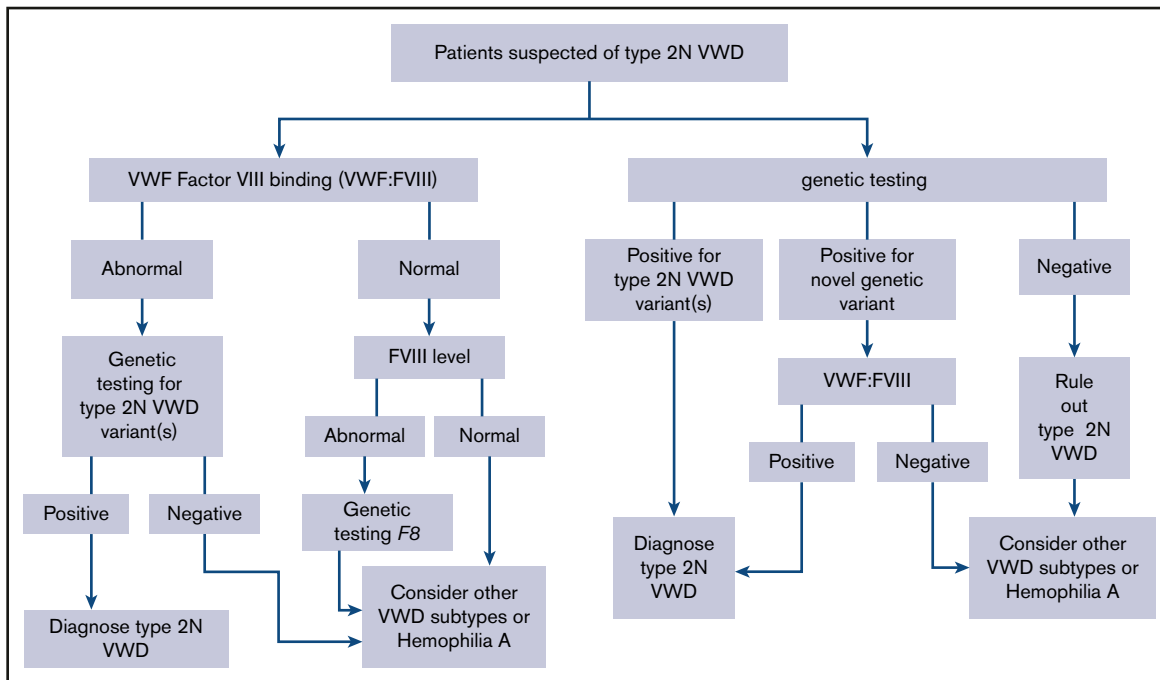 Patients suspected of type 2N VWD
VWF Factor VIII binding (VWF:FVIII)
Abnormal
Normal
Genetic
testing for
type 2N VWD
variant(s)
FVIII level
Abnormal
Normal
Positive
Negative
Genetic
testing F8
Diagnose type 2N
VWD
Consider other
VWD subtypes or
Hemophilia A
genetic testing
Positive for
type 2N VWD
variant(s)
Positive for
novel genetic
variant
Negative
VWF:FVIII
Rule
out
type 2N
VWD
Positive
Negative
Diagnose
type 2N
VWD
Consider other
VWD subtypes or
Hemophilia A